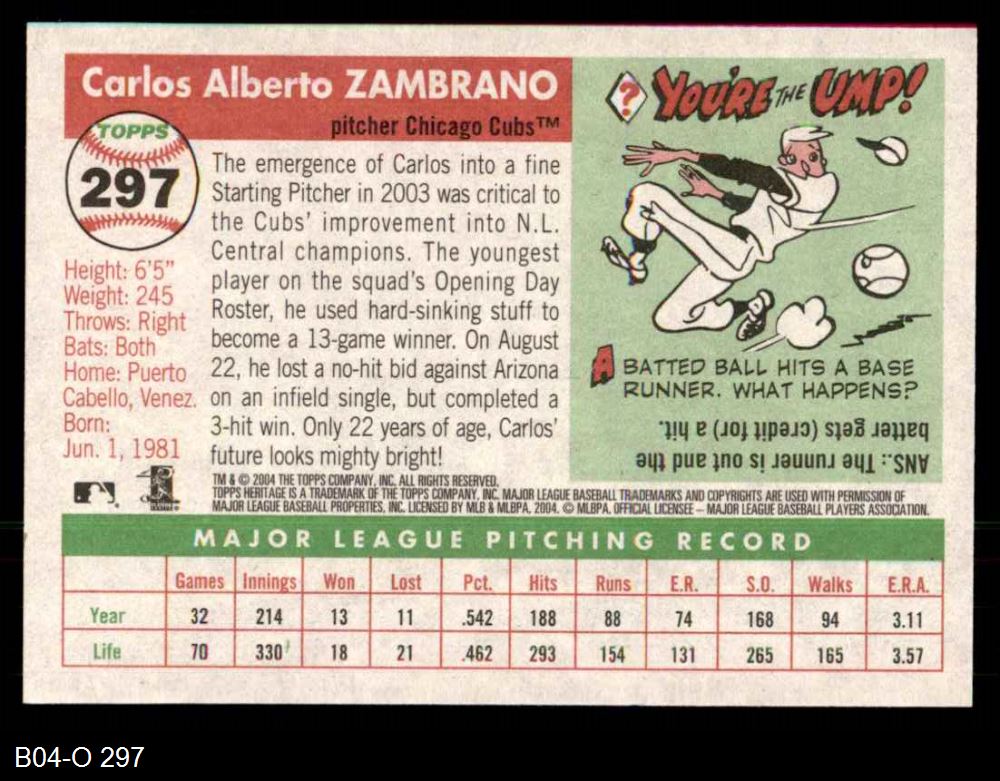 Carlos Alberto ZAMBRANO
pitcher Chicago Cubs™
TOPPS
297
Height: 6'5"
Weight: 245
Throws: Right
Bats: Both
Home: Puerto
Cabello, Venez.
Born:
Jun. 1, 1981
The emergence of Carlos into a fine
Starting Pitcher in 2003 was critical to
the Cubs' improvement into N.L.
Central champions. The youngest
player on the squad's Opening Day
Roster, he used hard-sinking stuff to
become a 13-game winner. On August
22, he lost a no-hit bid against Arizona
on an infield single, but completed a
3-hit win. Only 22 years of age, Carlos'
future looks mighty bright!
? YOU'RE THE UMP!
A BATTED BALL HITS A BASE
RUNNER. WHAT HAPPENS?
ANS.: The runner is out and the
batter gets (credit for) a hit.
TM & © 2004 THE TOPPS COMPANY, INC. ALL RIGHTS RESERVED.
TOPPS HERITAGE IS A TRADEMARK OF THE TOPPS COMPANY, INC. MAJOR LEAGUE BASEBALL TRADEMARKS AND COPYRIGHTS ARE USED WITH PERMISSION OF
MAJOR LEAGUE BASEBALL PROPERTIES, INC. LICENSED BY MLB & MLBPA. 2004. © MLBPA. OFFICIAL LICENSEE – MAJOR LEAGUE BASEBALL PLAYERS ASSOCIATION.
MAJOR LEAGUE PITCHING RECORD
Games Innings Won Lost Pct. Hits Runs E.R. S.O. Walks E.R.A.
Year 32 214 13 11 .542 188 88 74 168 94 3.11
Life 70 330 18 21 .462 293 154 131 265 165 3.57
B04-O 297